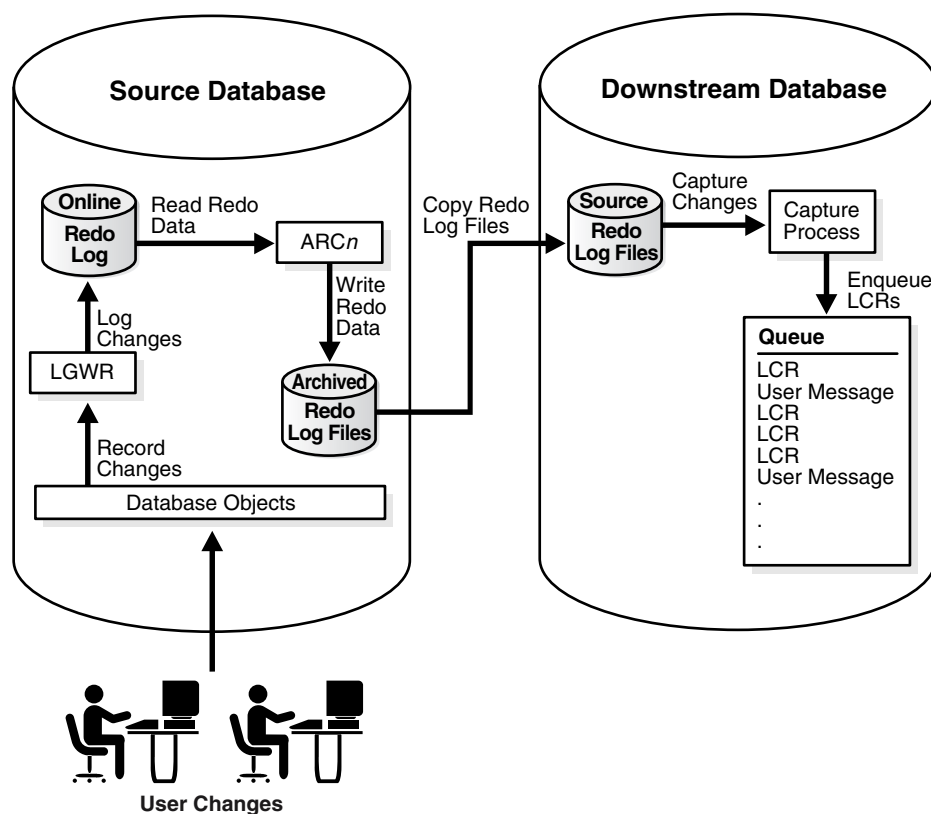 Source Database
Downstream Database
Online
Redo
Log
Read Redo
Data
ARCn
Write
Redo
Data
Log
Changes
LGWR
Archived
Redo
Log Files
Record
Changes
Database Objects
Copy Redo
Log Files
Source
Redo
Log Files
Capture
Changes
Capture
Process
Enqueue
LCRs
Queue
LCR
User Message
LCR
LCR
LCR
User Message
.
.
.
User Changes